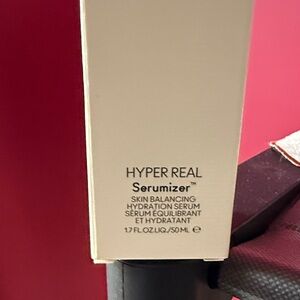 HYPER REAL
Serumizer™
SKIN BALANCING
HYDRATION SERUM
SÉRUM ÉQUILIBRANT
ET HYDRATANT
1.7 FL.OZ.LIQ./50 ML ℮